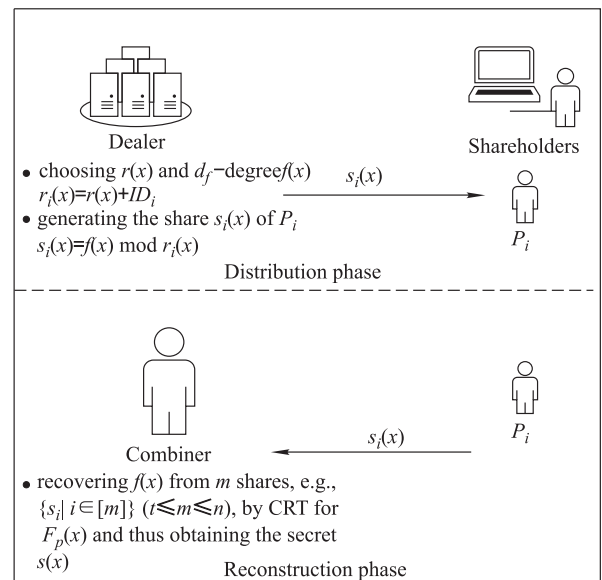 Dealer
Shareholders
• choosing r(x) and d_f−degreef(x)
r_i(x)=r(x)+ID_i
• generating the share s_i(x) of P_i
s_i(x)=f(x) mod r_i(x)
s_i(x)
P_i
Distribution phase
Combiner
s_i(x)
P_i
• recovering f(x) from m shares, e.g.,
{s_i| i∈[m]} (t⩽m⩽n), by CRT for
F_p(x) and thus obtaining the secret
s(x)
Reconstruction phase